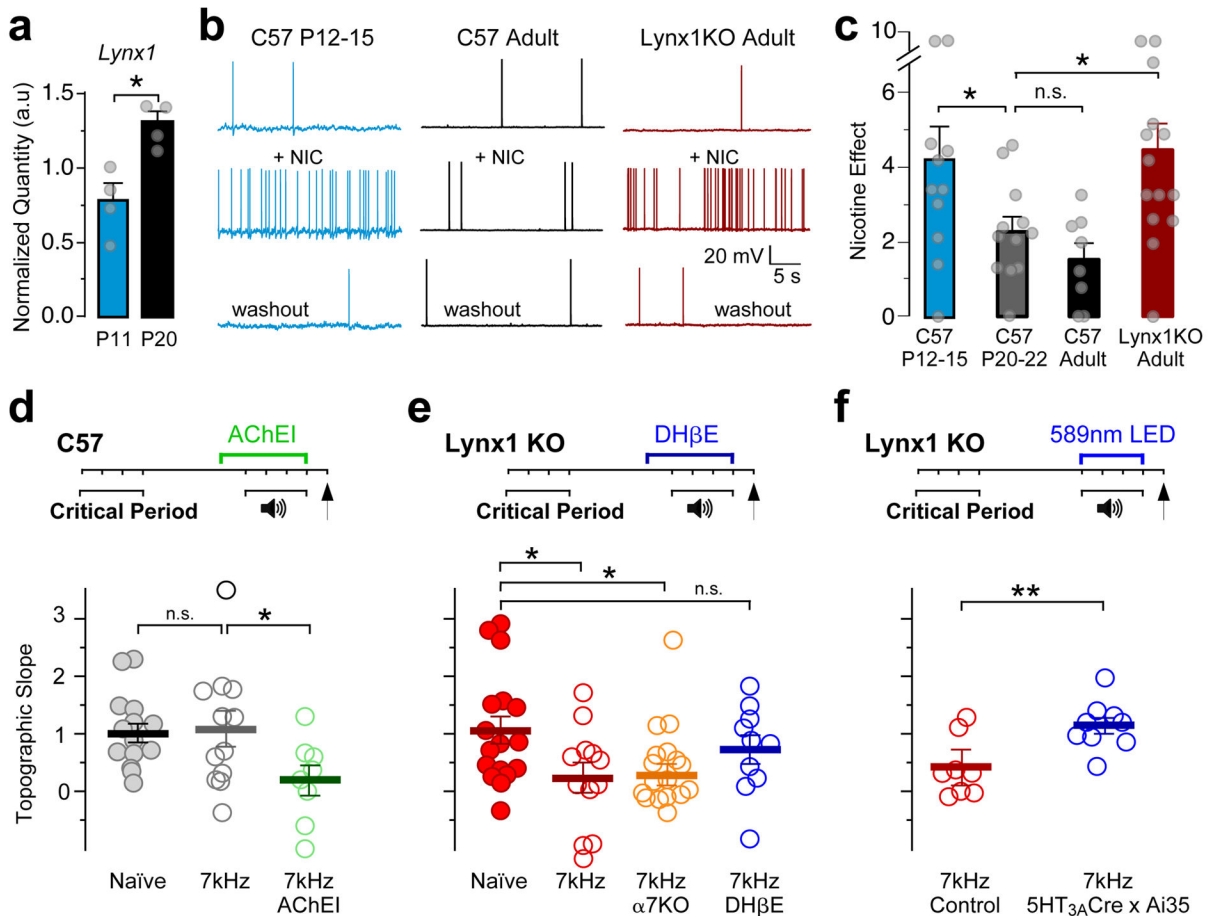 a
Lynx1
*
Normalized Quantity (a.u)
1.5
1.0
0.5
0.0
P11 P20
b
C57 P12-15 C57 Adult Lynx1KO Adult
+ NIC + NIC + NIC
20 mV
5 s
washout washout washout
c
Nicotine Effect
10
6
4
2
0
* n.s. *
C57 P12-15
C57 P20-22
C57 Adult
Lynx1KO Adult
d
C57
AChEI
Critical Period
Topographic Slope
3
2
1
0
n.s. *
Naïve
7kHz
7kHz AChEI
e
Lynx1 KO
DHβE
Critical Period
*
*
n.s.
Naïve
7kHz
7kHz α7KO
7kHz DHβE
f
Lynx1 KO
589nm LED
Critical Period
**
7kHz Control
7kHz 5HT3ACre x Ai35